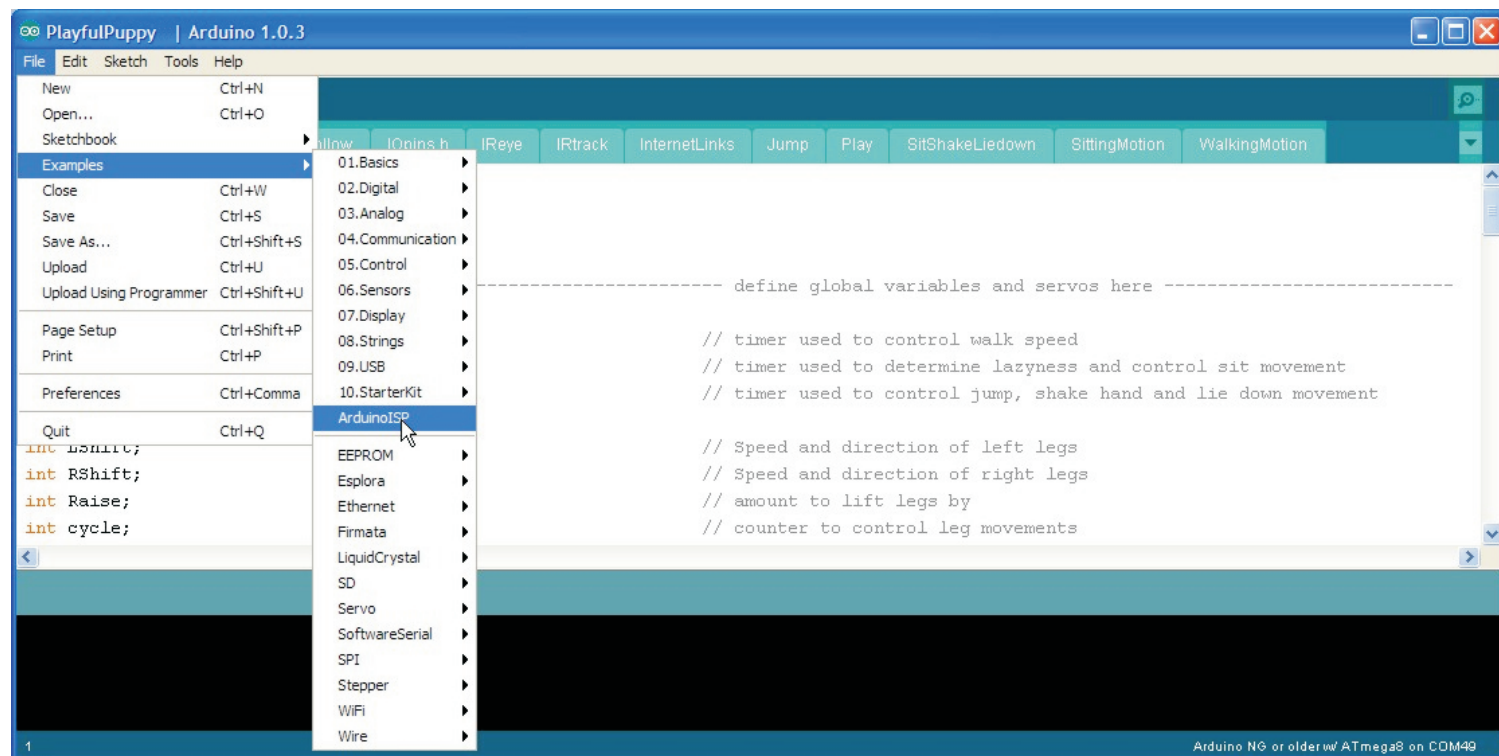 PlayfulPuppy | Arduino 1.0.3
File Edit Sketch Tools Help
New Ctrl+N
Open... Ctrl+O
Sketchbook
Examples
Close Ctrl+W
Save Ctrl+S
Save As... Ctrl+Shift+S
Upload Ctrl+U
Upload Using Programmer Ctrl+Shift+U
Page Setup Ctrl+Shift+P
Print Ctrl+P
Preferences Ctrl+Comma
Quit Ctrl+Q
01.Basics
02.Digital
03.Analog
04.Communication
05.Control
06.Sensors
07.Display
08.Strings
09.USB
10.StarterKit
ArduinoISP
EEPROM
Esplora
Ethernet
Firmata
LiquidCrystal
SD
Servo
SoftwareSerial
SPI
Stepper
WiFi
Wire
IOpins.h IReye IRtrack InternetLinks Jump Play SitShakeLiedown SittingMotion WalkingMotion
---------------------- define global variables and servos here ---------------------------
// timer used to control walk speed
// timer used to determine lazyness and control sit movement
// timer used to control jump, shake hand and lie down movement
int LShift; // Speed and direction of left legs
int RShift; // Speed and direction of right legs
int Raise; // amount to lift legs by
int cycle; // counter to control leg movements
1 Arduino NG or older w/ ATmega8 on COM49